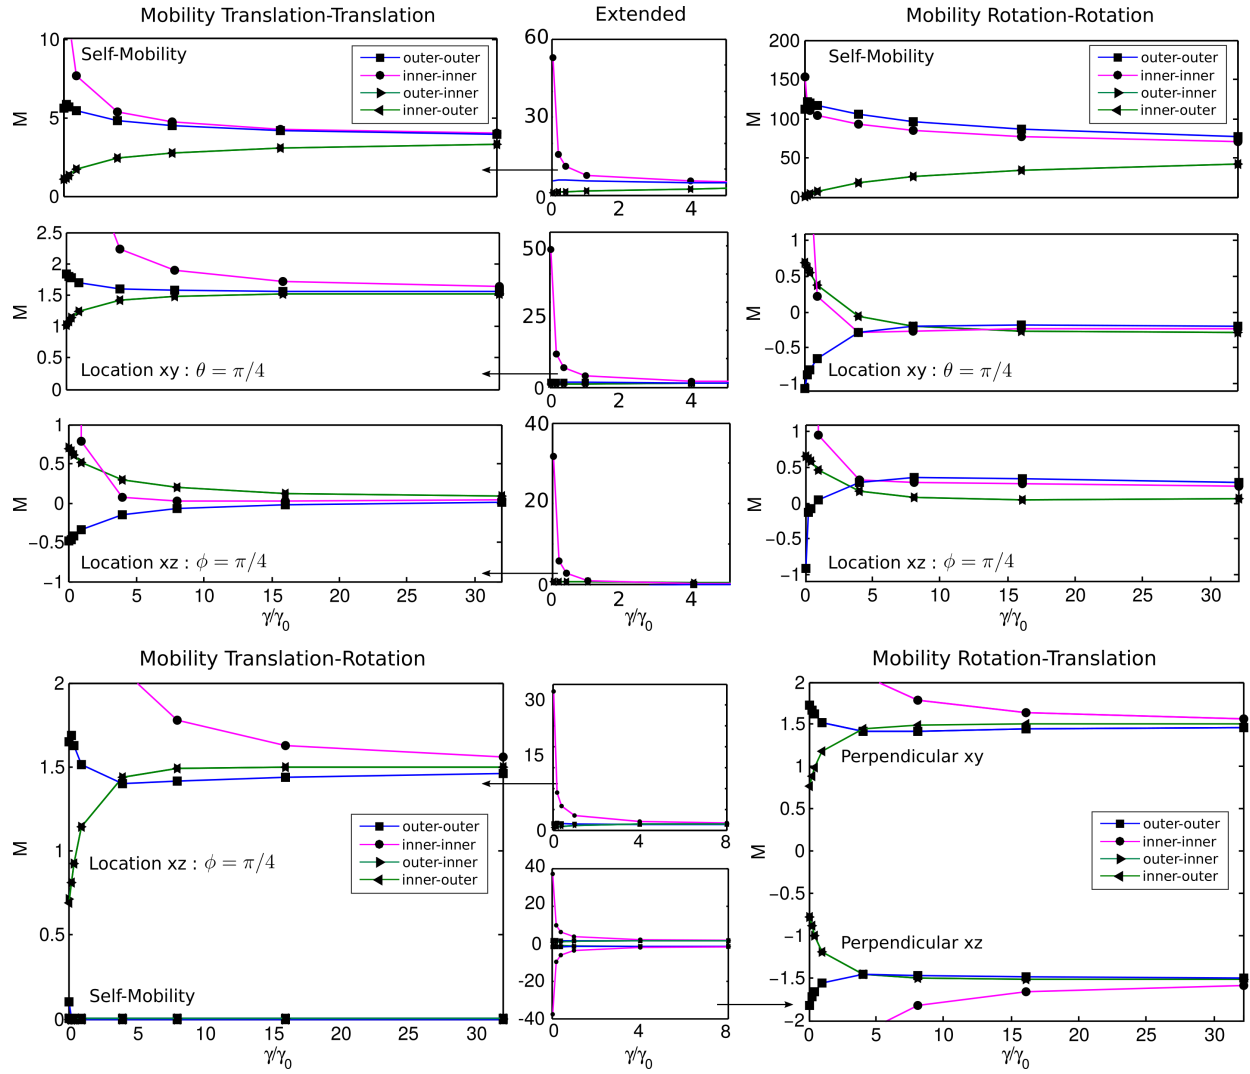 Mobility Translation-Translation
Extended
Mobility Rotation-Rotation
Self-Mobility
outer-outer
inner-inner
outer-inner
inner-outer
M
10
5
0
60
30
0
0 2 4
Self-Mobility
outer-outer
inner-inner
outer-inner
inner-outer
M
200
150
100
50
0
M
2.5
2
1.5
1
0.5
0
Location xy : θ = π/4
50
25
0
0 2 4
M
1
0.5
0
−0.5
−1
Location xy : θ = π/4
M
1
0.5
0
−0.5
−1
Location xz : ϕ = π/4
0 5 10 15 20 25 30
γ/γ0
40
20
0
0 2 4
γ/γ0
M
1
0.5
0
−0.5
−1
Location xz : ϕ = π/4
0 5 10 15 20 25 30
γ/γ0
Mobility Translation-Rotation
Mobility Rotation-Translation
M
2
1.5
1
0.5
0
outer-outer
inner-inner
outer-inner
inner-outer
Location xz : ϕ = π/4
Self-Mobility
0 5 10 15 20 25 30
γ/γ0
30
15
0
0 4 8
40
20
0
-20
-40
0 4 8
γ/γ0
M
2
1.5
1
0.5
0
−0.5
−1
−1.5
−2
Perpendicular xy
outer-outer
inner-inner
outer-inner
inner-outer
Perpendicular xz
0 5 10 15 20 25 30
γ/γ0